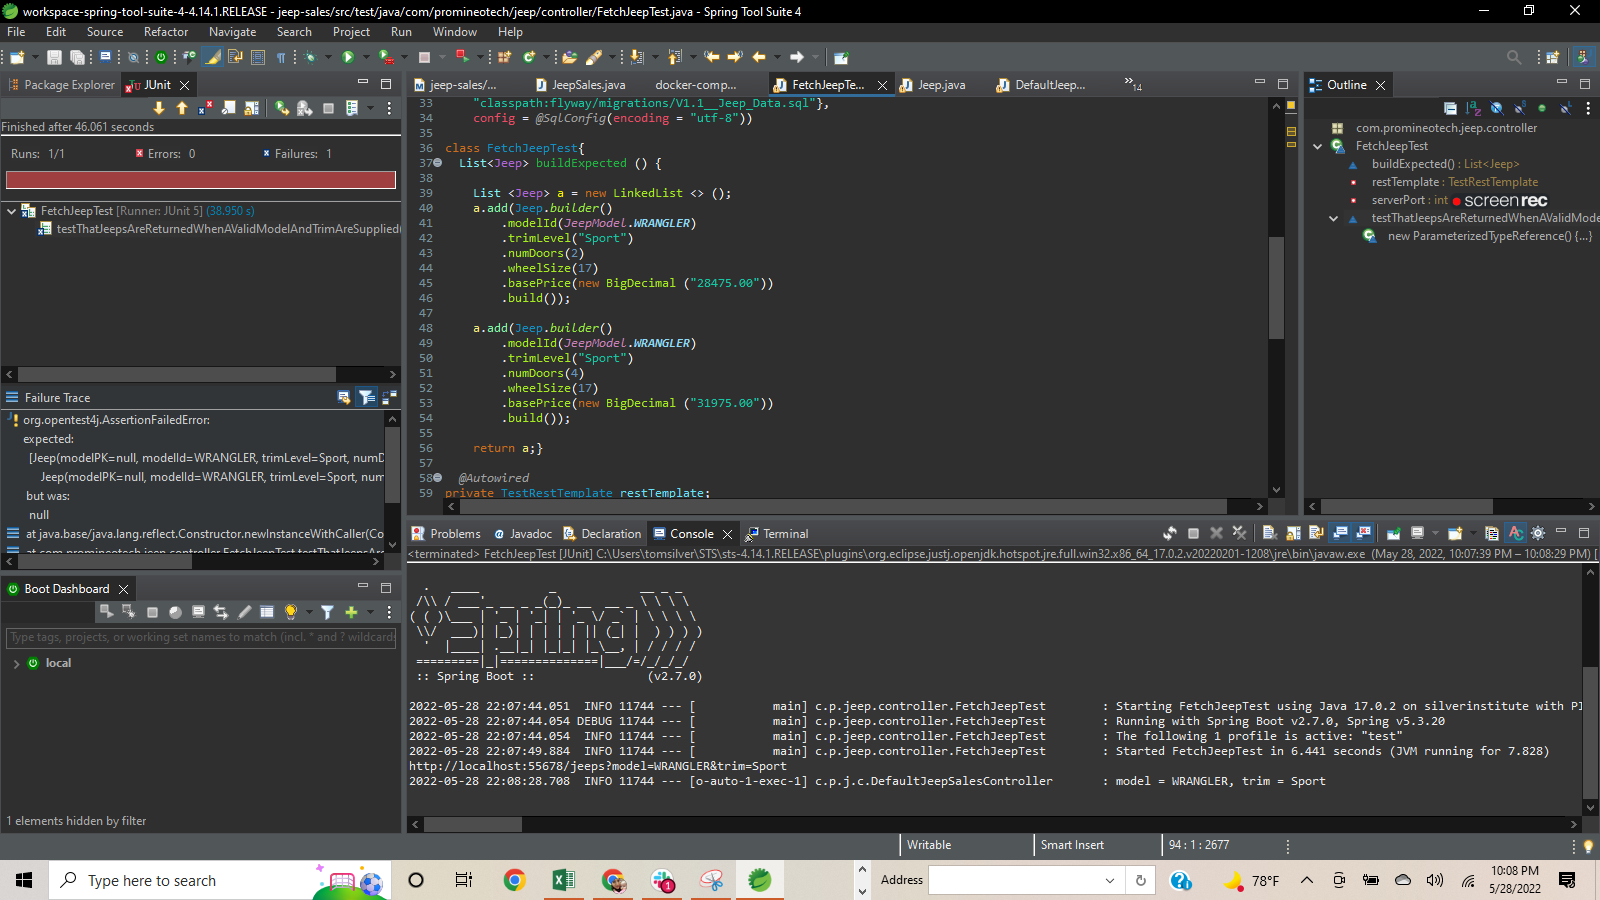 workspace-spring-tool-suite-4-4.14.1.RELEASE - jeep-sales/src/test/java/com/promineotech/jeep/controller/FetchJeepTest.java - Spring Tool Suite 4
File Edit Source Refactor Navigate Search Project Run Window Help
Package Explorer JUnit
Finished after 46.061 seconds
Runs: 1/1 Errors: 0 Failures: 1
FetchJeepTest [Runner: JUnit 5] (38.950 s)
testThatJeepsAreReturnedWhenAValidModelAndTrimAreSupplied(
Failure Trace
org.opentest4j.AssertionFailedError:
expected:
[Jeep(modelPK=null, modelId=WRANGLER, trimLevel=Sport, numD
Jeep(modelPK=null, modelId=WRANGLER, trimLevel=Sport, num
but was:
null
at java.base/java.lang.reflect.Constructor.newInstanceWithCaller(Co
at com.promineotech.jeep.controller.FetchJeepTest.testThatJeepsAre
Boot Dashboard
Type tags, projects, or working set names to match (incl. * and ? wildcards
local
1 elements hidden by filter
jeep-sales/... JeepSales.java docker-comp... FetchJeepTe... Jeep.java DefaultJeep... »14
33 "classpath:flyway/migrations/V1.1__Jeep_Data.sql"},
34 config = @SqlConfig(encoding = "utf-8"))
35
36 class FetchJeepTest{
37 List<Jeep> buildExpected () {
38
39 List <Jeep> a = new LinkedList <> ();
40 a.add(Jeep.builder()
41 .modelId(JeepModel.WRANGLER)
42 .trimLevel("Sport")
43 .numDoors(2)
44 .wheelSize(17)
45 .basePrice(new BigDecimal ("28475.00"))
46 .build());
47
48 a.add(Jeep.builder()
49 .modelId(JeepModel.WRANGLER)
50 .trimLevel("Sport")
51 .numDoors(4)
52 .wheelSize(17)
53 .basePrice(new BigDecimal ("31975.00"))
54 .build());
55
56 return a;}
57
58 @Autowired
59 private TestRestTemplate restTemplate;
Outline
com.promineotech.jeep.controller
FetchJeepTest
buildExpected() : List<Jeep>
restTemplate : TestRestTemplate
serverPort : int
screenrec
testThatJeepsAreReturnedWhenAValidMode
new ParameterizedTypeReference() {...}
Problems Javadoc Declaration Console Terminal
<terminated> FetchJeepTest [JUnit] C:\Users\tomsilver\STS\sts-4.14.1.RELEASE\plugins\org.eclipse.justj.openjdk.hotspot.jre.full.win32.x86_64_17.0.2.v20220201-1208\jre\bin\javaw.exe (May 28, 2022, 10:07:39 PM – 10:08:29 PM) [
Spring
:: Spring Boot :: (v2.7.0)
2022-05-28 22:07:44.051 INFO 11744 --- [ main] c.p.jeep.controller.FetchJeepTest : Starting FetchJeepTest using Java 17.0.2 on silverinstitute with PI
2022-05-28 22:07:44.054 DEBUG 11744 --- [ main] c.p.jeep.controller.FetchJeepTest : Running with Spring Boot v2.7.0, Spring v5.3.20
2022-05-28 22:07:44.054 INFO 11744 --- [ main] c.p.jeep.controller.FetchJeepTest : The following 1 profile is active: "test"
2022-05-28 22:07:49.884 INFO 11744 --- [ main] c.p.jeep.controller.FetchJeepTest : Started FetchJeepTest in 6.441 seconds (JVM running for 7.828)
http://localhost:55678/jeeps?model=WRANGLER&trim=Sport
2022-05-28 22:08:28.708 INFO 11744 --- [o-auto-1-exec-1] c.p.j.c.DefaultJeepSalesController : model = WRANGLER, trim = Sport
Writable Smart Insert 94 : 1 : 2677
Type here to search
1
Address
78°F
10:08 PM
5/28/2022